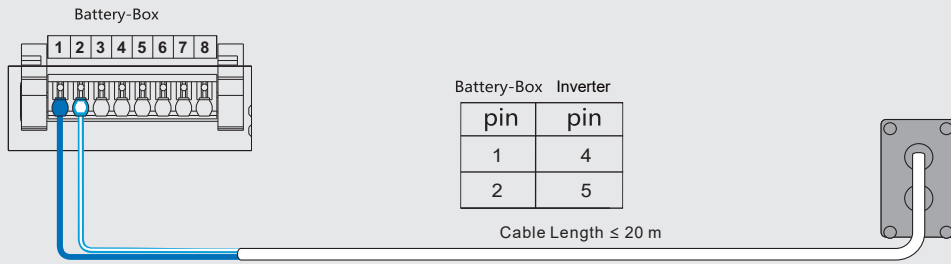 Battery-Box
1 2 3 4 5 6 7 8
Battery-Box Inverter
pin pin
1 4
2 5
Cable Length ≤ 20 m